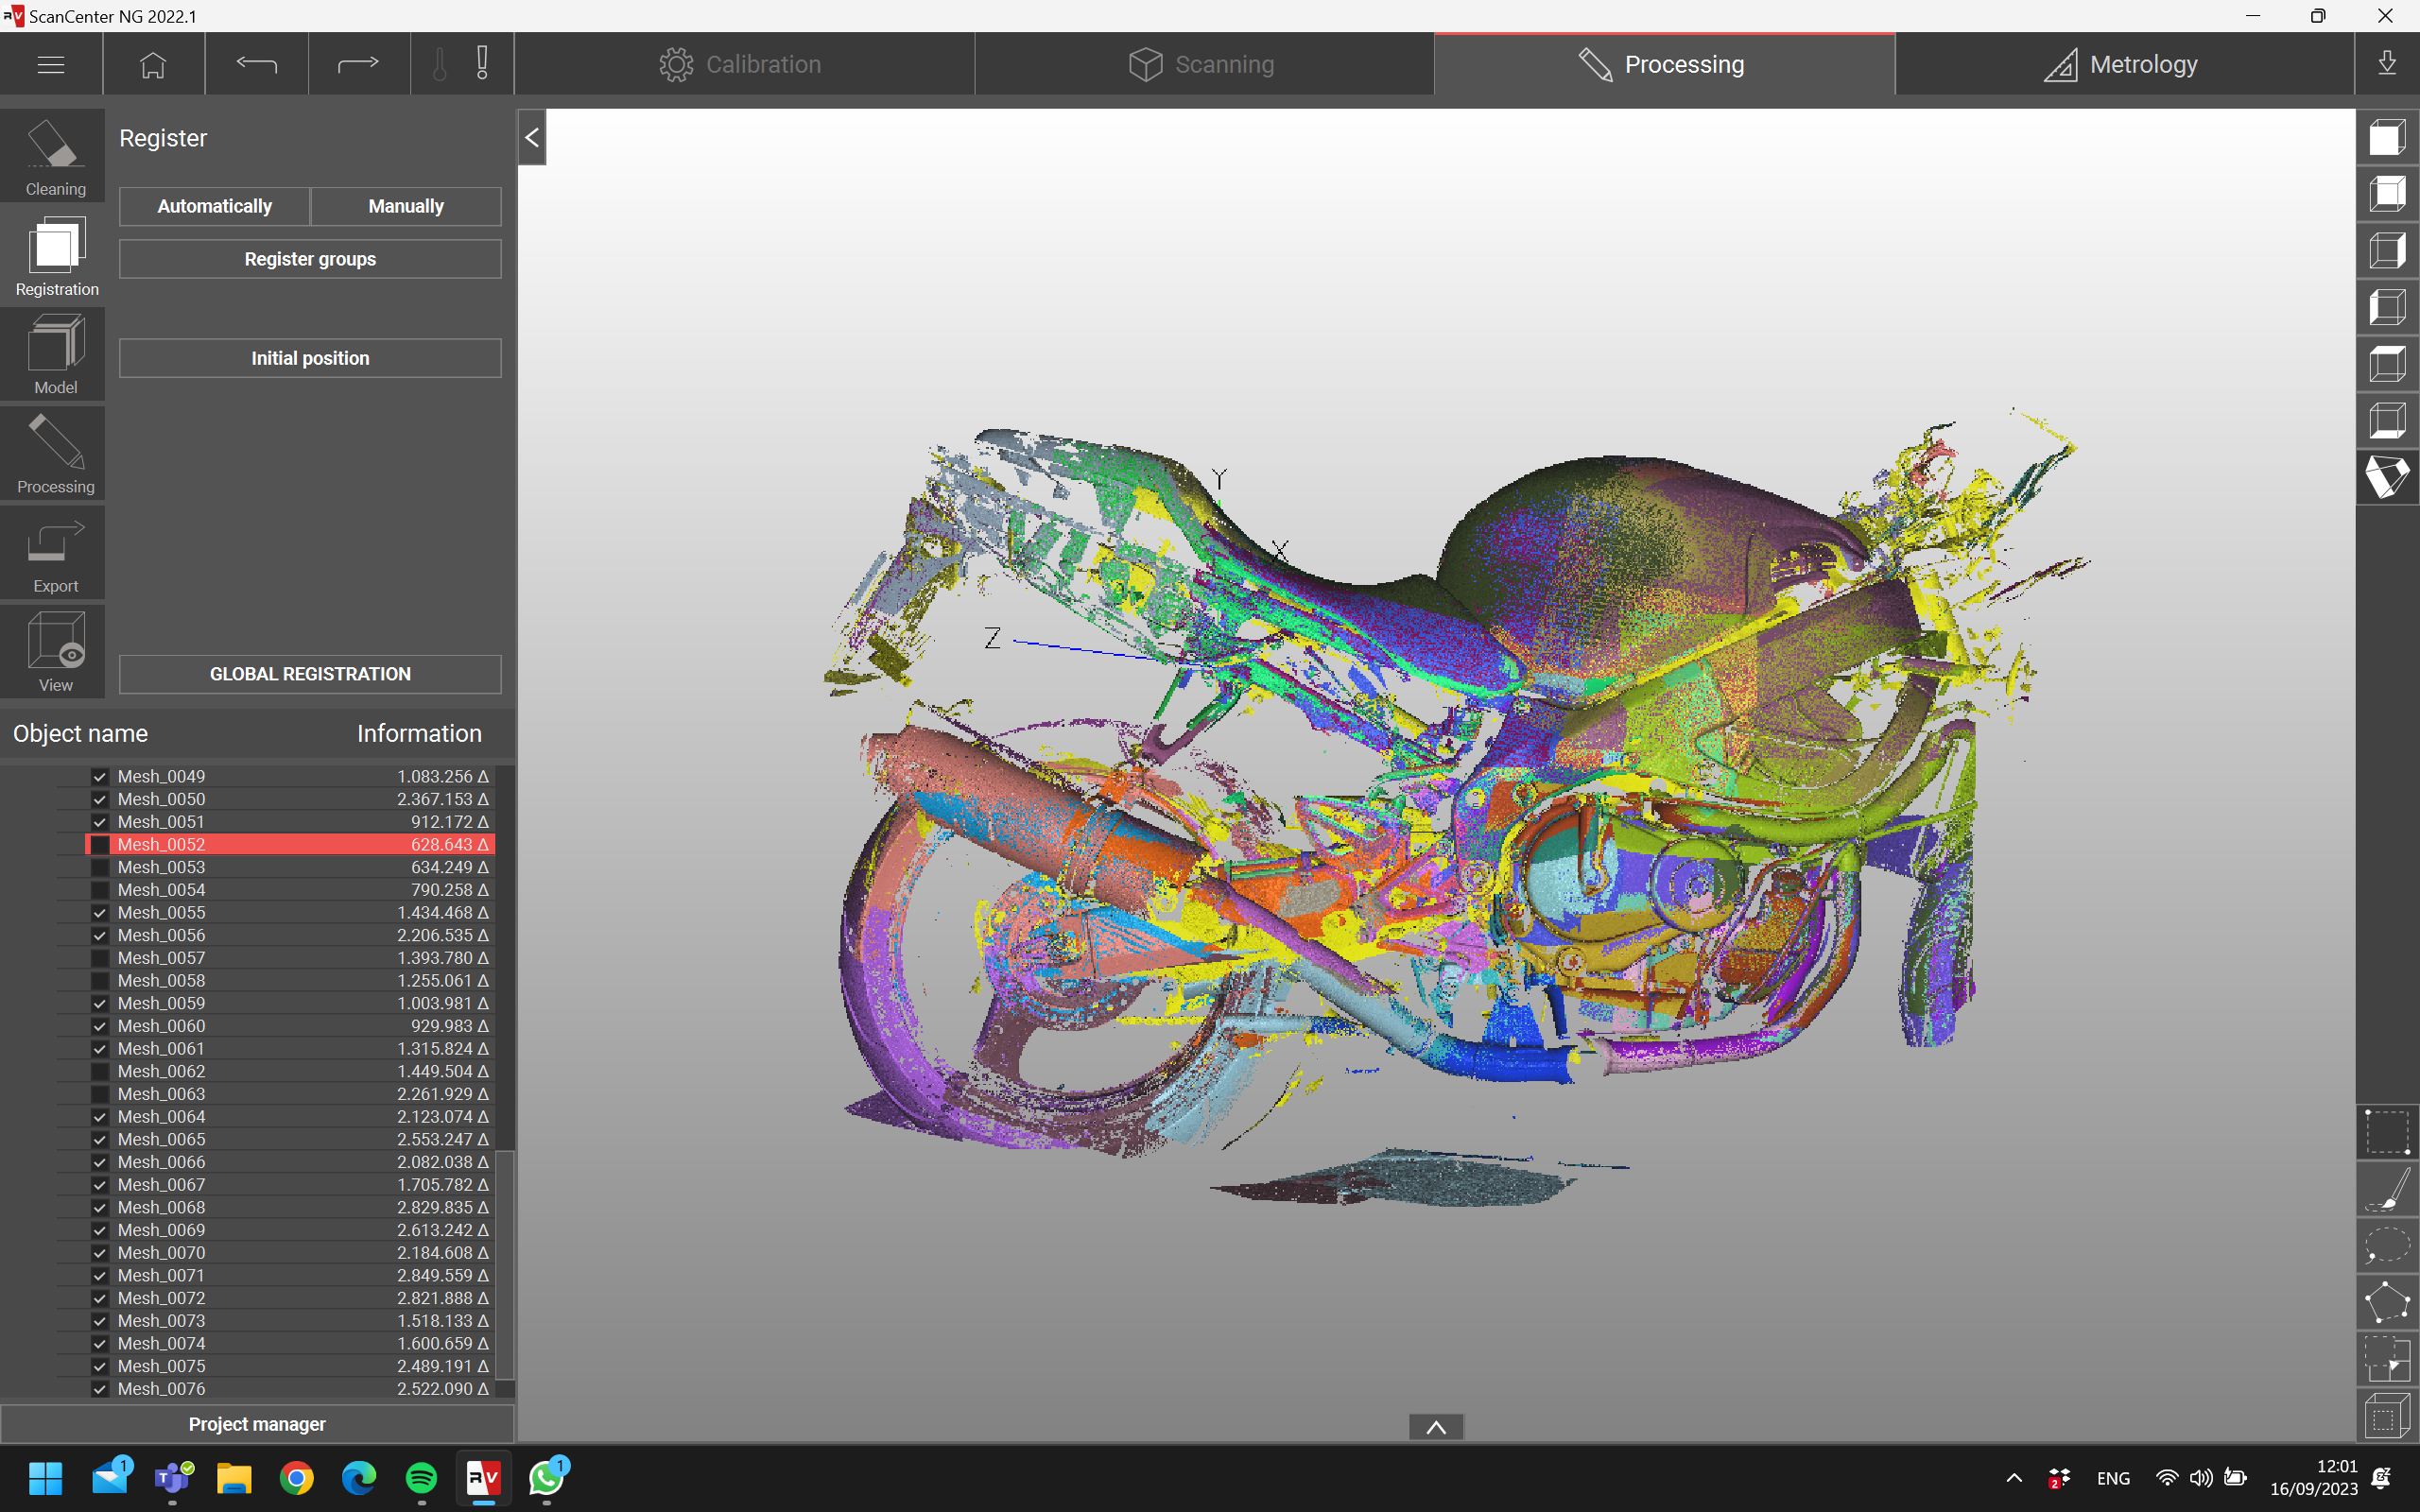 RV ScanCenter NG 2022.1
Calibration
Scanning
Processing
Metrology
Cleaning
Registration
Model
Processing
Export
View
Register
Automatically Manually
Register groups
Initial position
GLOBAL REGISTRATION
Object name Information
Mesh_0049 1.083.256 Δ
Mesh_0050 2.367.153 Δ
Mesh_0051 912.172 Δ
Mesh_0052 628.643 Δ
Mesh_0053 634.249 Δ
Mesh_0054 790.258 Δ
Mesh_0055 1.434.468 Δ
Mesh_0056 2.206.535 Δ
Mesh_0057 1.393.780 Δ
Mesh_0058 1.255.061 Δ
Mesh_0059 1.003.981 Δ
Mesh_0060 929.983 Δ
Mesh_0061 1.315.824 Δ
Mesh_0062 1.449.504 Δ
Mesh_0063 2.261.929 Δ
Mesh_0064 2.123.074 Δ
Mesh_0065 2.553.247 Δ
Mesh_0066 2.082.038 Δ
Mesh_0067 1.705.782 Δ
Mesh_0068 2.829.835 Δ
Mesh_0069 2.613.242 Δ
Mesh_0070 2.184.608 Δ
Mesh_0071 2.849.559 Δ
Mesh_0072 2.821.888 Δ
Mesh_0073 1.518.133 Δ
Mesh_0074 1.600.659 Δ
Mesh_0075 2.489.191 Δ
Mesh_0076 2.522.090 Δ
Project manager
Y
X
Z
1
T
RV
1
2
ENG
12:01
16/09/2023